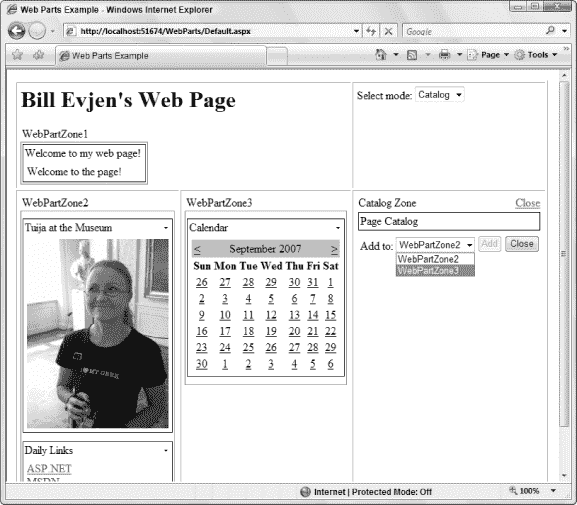 Web Parts Example - Windows Internet Explorer
http://localhost:51674/WebParts/Default.aspx
Google
Web Parts Example
Page
Tools
Bill Evjen's Web Page
Select mode: Catalog
WebPartZone1
Welcome to my web page!
Welcome to the page!
WebPartZone2
WebPartZone3
Catalog Zone Close
Tuija at the Museum
Calendar
Page Catalog
< September 2007 >
Add to: WebPartZone2 Add Close
WebPartZone2
WebPartZone3
Sun Mon Tue Wed Thu Fri Sat
26 27 28 29 30 31 1
2 3 4 5 6 7 8
9 10 11 12 13 14 15
16 17 18 19 20 21 22
23 24 25 26 27 28 29
30 1 2 3 4 5 6
I ♥ MY GEEK
Daily Links
ASP.NET
MSDN
Internet | Protected Mode: Off
100%